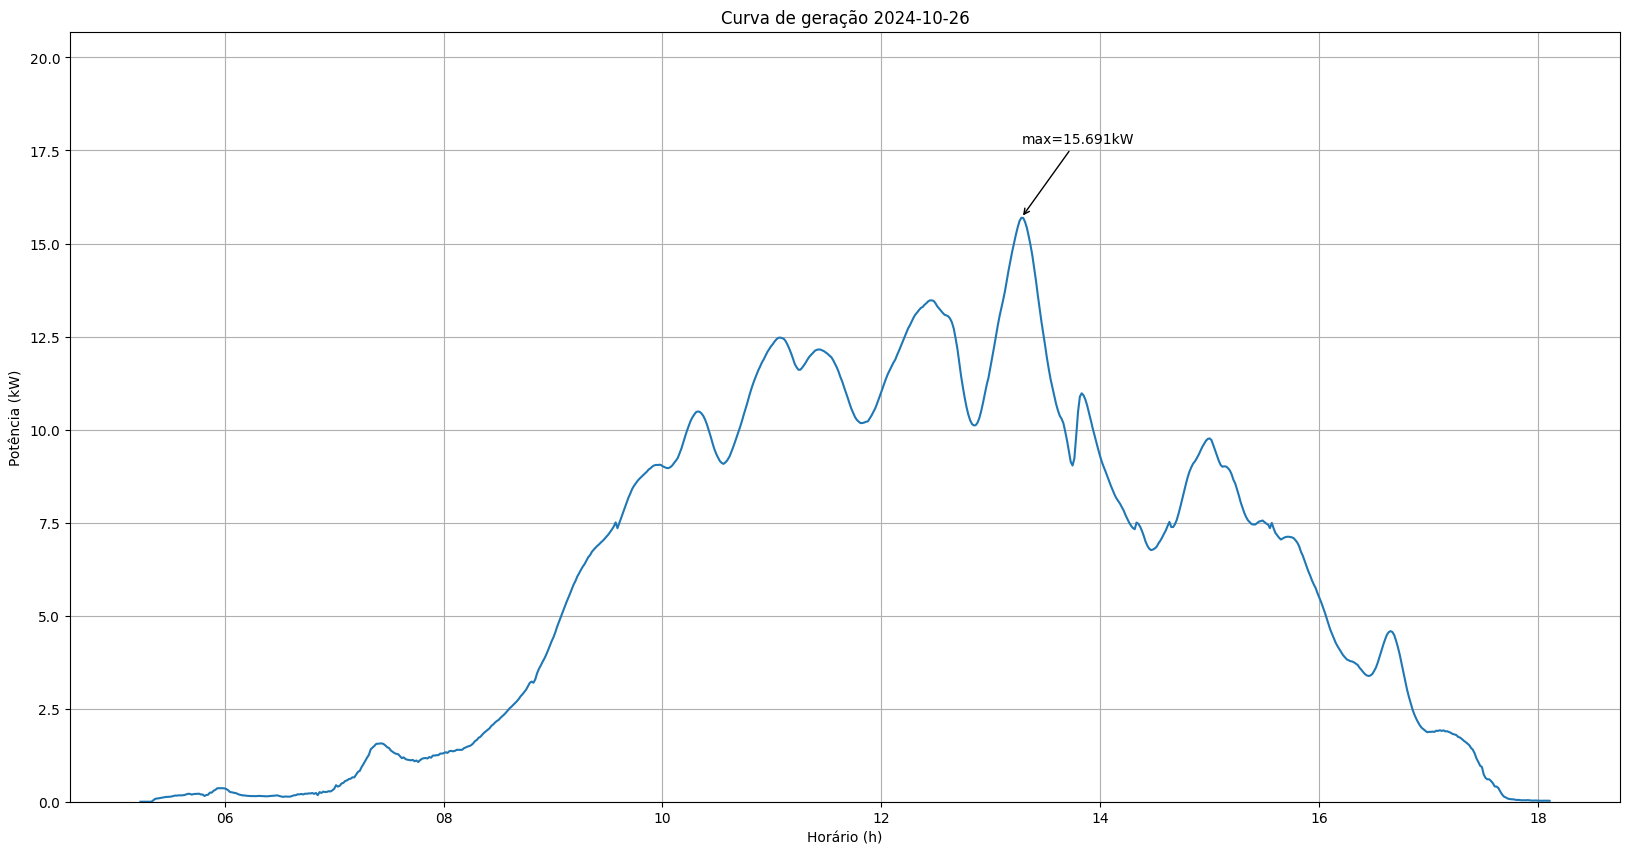 Curva de geração 2024-10-26
20.0
17.5
15.0
12.5
10.0
7.5
5.0
2.5
0.0
Potência (kW)
max=15.691kW
06 08 10 12 14 16 18
Horário (h)